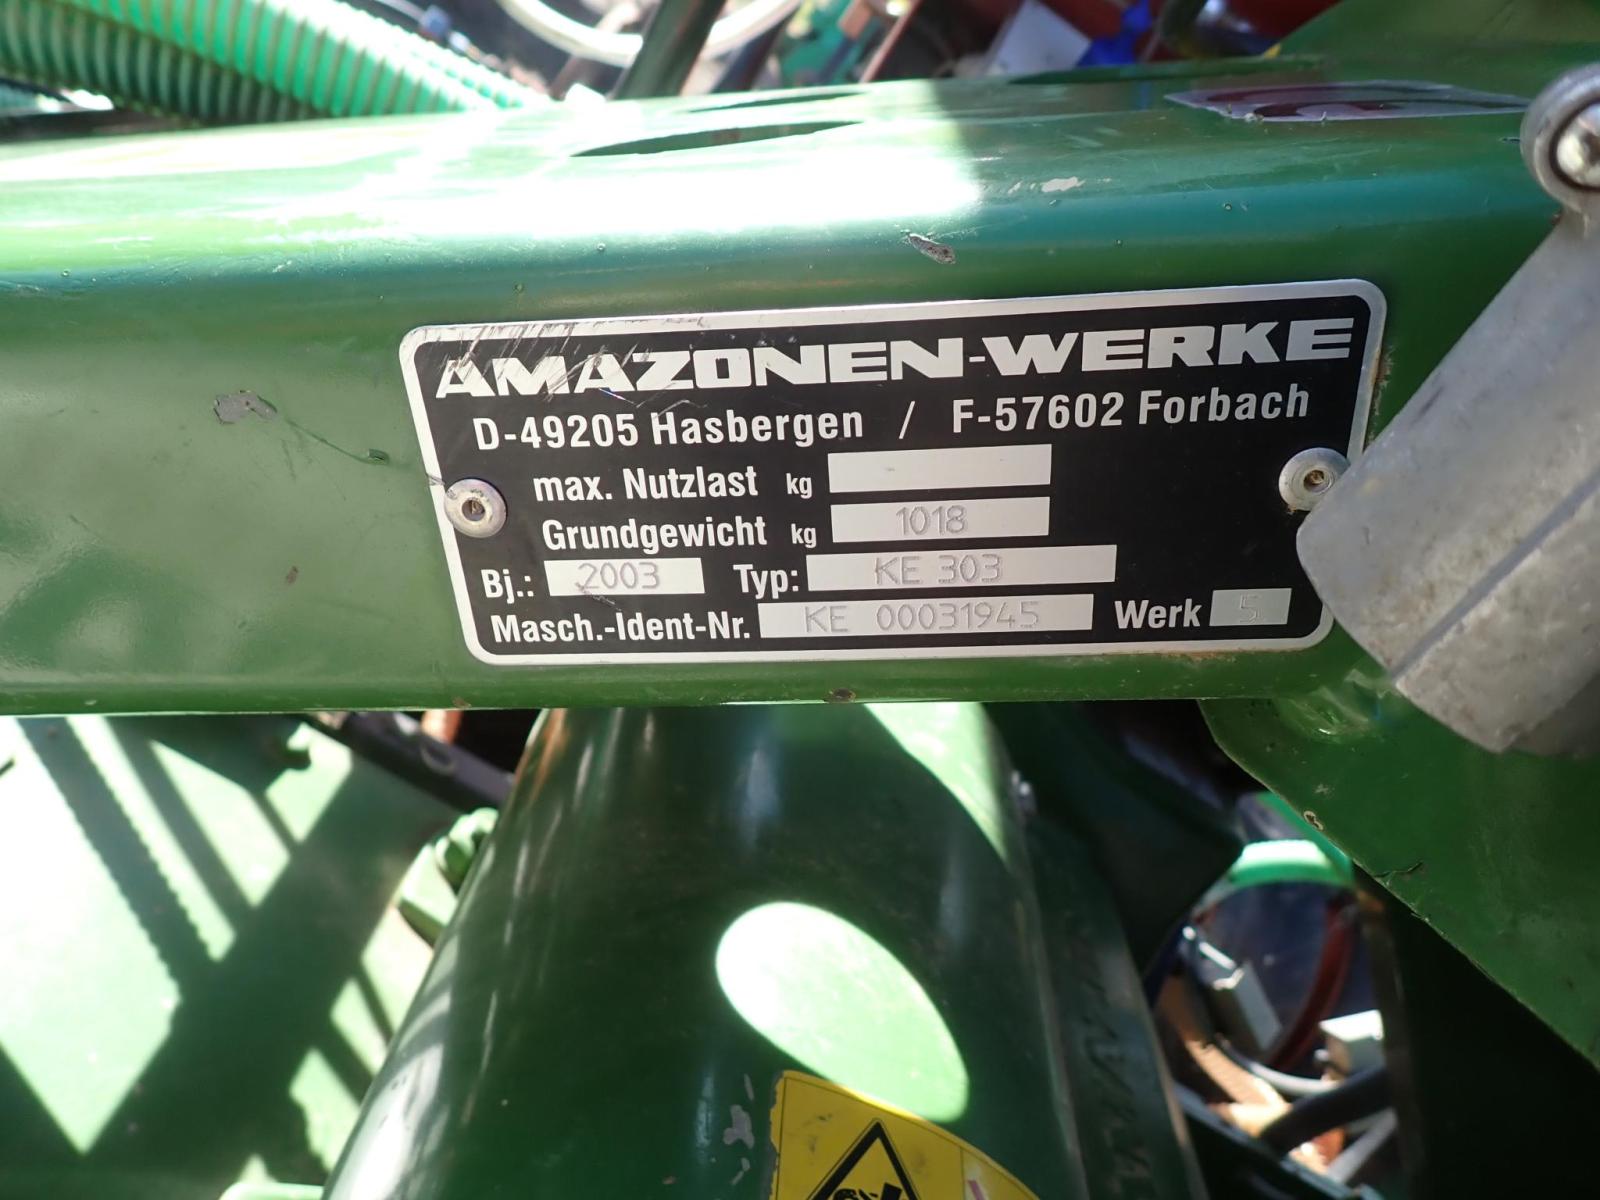 AMAZONEN-WERKE
D-49205 Hasbergen / F-57602 Forbach
max. Nutzlast kg
Grundgewicht kg 1018
Bj.: 2003 Typ: KE 303
Masch.-Ident-Nr. KE 00031945 Werk 5